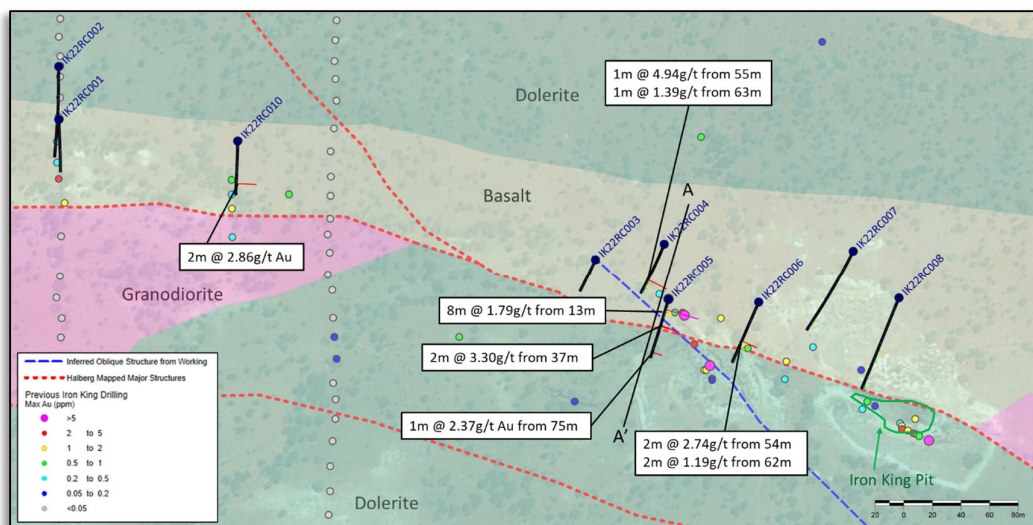 IK22RC002
IK22RC001
IK22RC010
Dolerite
1m @ 4.94g/t from 55m
1m @ 1.39g/t from 63m
Basalt
A
IK22RC003
IK22RC004
IK22RC005
IK22RC006
IK22RC007
IK22RC008
2m @ 2.86g/t Au
Granodiorite
8m @ 1.79g/t from 13m
2m @ 3.30g/t from 37m
1m @ 2.37g/t Au from 75m
A'
2m @ 2.74g/t from 54m
2m @ 1.19g/t from 62m
Iron King Pit
Dolerite
Inferred Oblique Structure from Working
Halberg Mapped Major Structures
Previous Iron King Drilling
Max Au (ppm)
>5
2 to 5
1 to 2
0.5 to 1
0.2 to 0.5
0.05 to 0.2
<0.05
20 0 20 40 60 80m